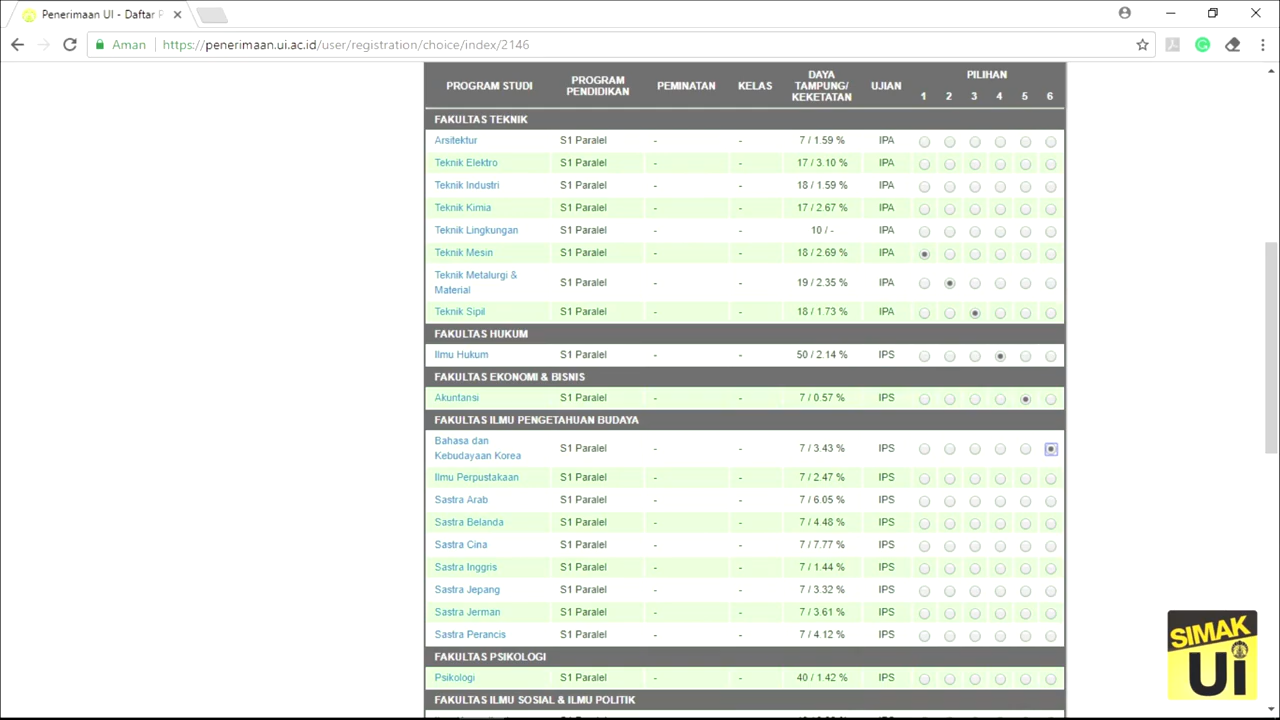 Penerimaan UI - Daftar P
Aman https://penerimaan.ui.ac.id/user/registration/choice/index/2146
PROGRAM STUDI PROGRAM PENDIDIKAN PEMINATAN KELAS DAYA TAMPUNG/ KEKETATAN UJIAN PILIHAN
1 2 3 4 5 6
FAKULTAS TEKNIK
Arsitektur S1 Paralel - - 7 / 1.59 % IPA
Teknik Elektro S1 Paralel - - 17 / 3.10 % IPA
Teknik Industri S1 Paralel - - 18 / 1.59 % IPA
Teknik Kimia S1 Paralel - - 17 / 2.67 % IPA
Teknik Lingkungan S1 Paralel - - 10 / - IPA
Teknik Mesin S1 Paralel - - 18 / 2.69 % IPA
Teknik Metalurgi &
Material S1 Paralel - - 19 / 2.35 % IPA
Teknik Sipil S1 Paralel - - 18 / 1.73 % IPA
FAKULTAS HUKUM
Ilmu Hukum S1 Paralel - - 50 / 2.14 % IPS
FAKULTAS EKONOMI & BISNIS
Akuntansi S1 Paralel - - 7 / 0.57 % IPS
FAKULTAS ILMU PENGETAHUAN BUDAYA
Bahasa dan
Kebudayaan Korea S1 Paralel - - 7 / 3.43 % IPS
Ilmu Perpustakaan S1 Paralel - - 7 / 2.47 % IPS
Sastra Arab S1 Paralel - - 7 / 6.05 % IPS
Sastra Belanda S1 Paralel - - 7 / 4.48 % IPS
Sastra Cina S1 Paralel - - 7 / 7.77 % IPS
Sastra Inggris S1 Paralel - - 7 / 1.44 % IPS
Sastra Jepang S1 Paralel - - 7 / 3.32 % IPS
Sastra Jerman S1 Paralel - - 7 / 3.61 % IPS
Sastra Perancis S1 Paralel - - 7 / 4.12 % IPS
FAKULTAS PSIKOLOGI
Psikologi S1 Paralel - - 40 / 1.42 % IPS
FAKULTAS ILMU SOSIAL & ILMU POLITIK
SIMAK
Ui